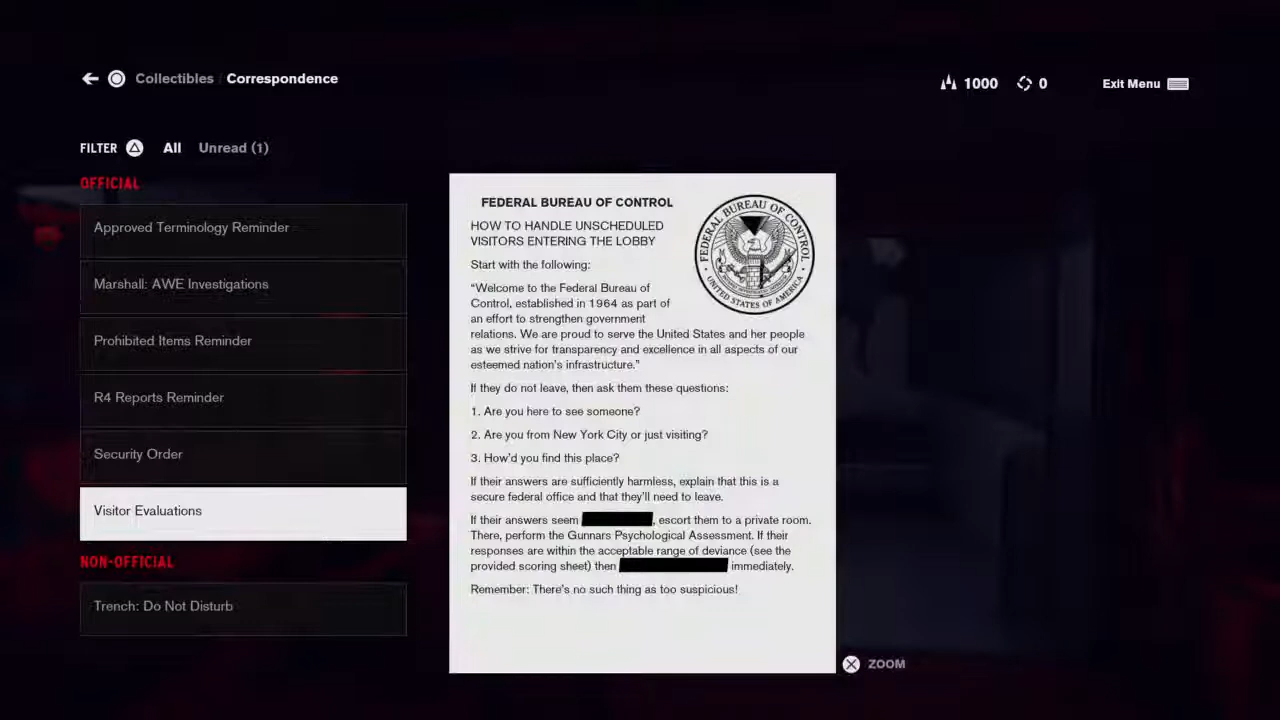 Collectibles / Correspondence
1000
0
Exit Menu
FILTER All Unread (1)
OFFICIAL
Approved Terminology Reminder
Marshall: AWE Investigations
Prohibited Items Reminder
R4 Reports Reminder
Security Order
Visitor Evaluations
NON-OFFICIAL
Trench: Do Not Disturb
FEDERAL BUREAU OF CONTROL
HOW TO HANDLE UNSCHEDULED
VISITORS ENTERING THE LOBBY
Start with the following:
“Welcome to the Federal Bureau of
Control, established in 1964 as part of
an effort to strengthen government
relations. We are proud to serve the United States and her people
as we strive for transparency and excellence in all aspects of our
esteemed nation’s infrastructure.”
If they do not leave, then ask them these questions:
1. Are you here to see someone?
2. Are you from New York City or just visiting?
3. How’d you find this place?
If their answers are sufficiently harmless, explain that this is a
secure federal office and that they’ll need to leave.
If their answers seem , escort them to a private room.
There, perform the Gunnars Psychological Assessment. If their
responses are within the acceptable range of deviance (see the
provided scoring sheet) then immediately.
Remember: There’s no such thing as too suspicious!
FEDERAL BUREAU OF CONTROL
UNITED STATES OF AMERICA
ZOOM